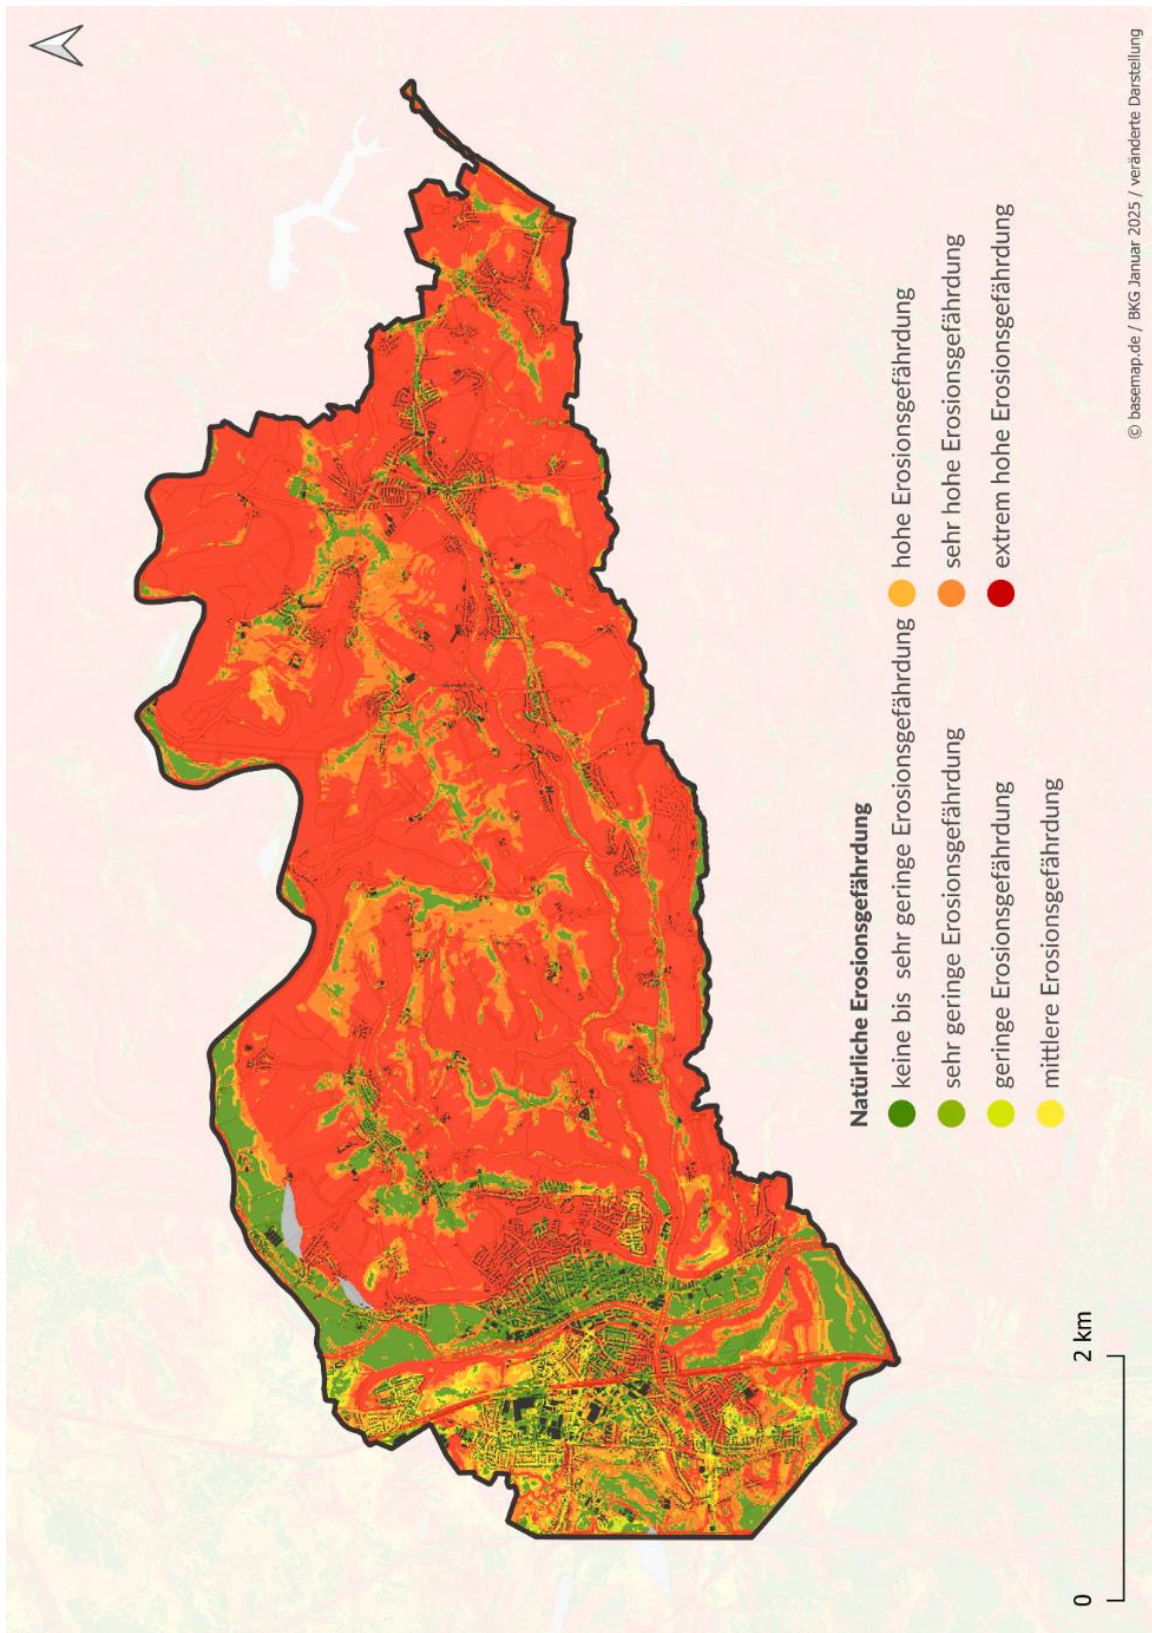 Natürliche Erosionsgefährdung
keine bis sehr geringe Erosionsgefährdung
sehr geringe Erosionsgefährdung
geringe Erosionsgefährdung
mittlere Erosionsgefährdung
hohe Erosionsgefährdung
sehr hohe Erosionsgefährdung
extrem hohe Erosionsgefährdung
0 2 km
© basemap.de / BKG Januar 2025 / veränderte Darstellung